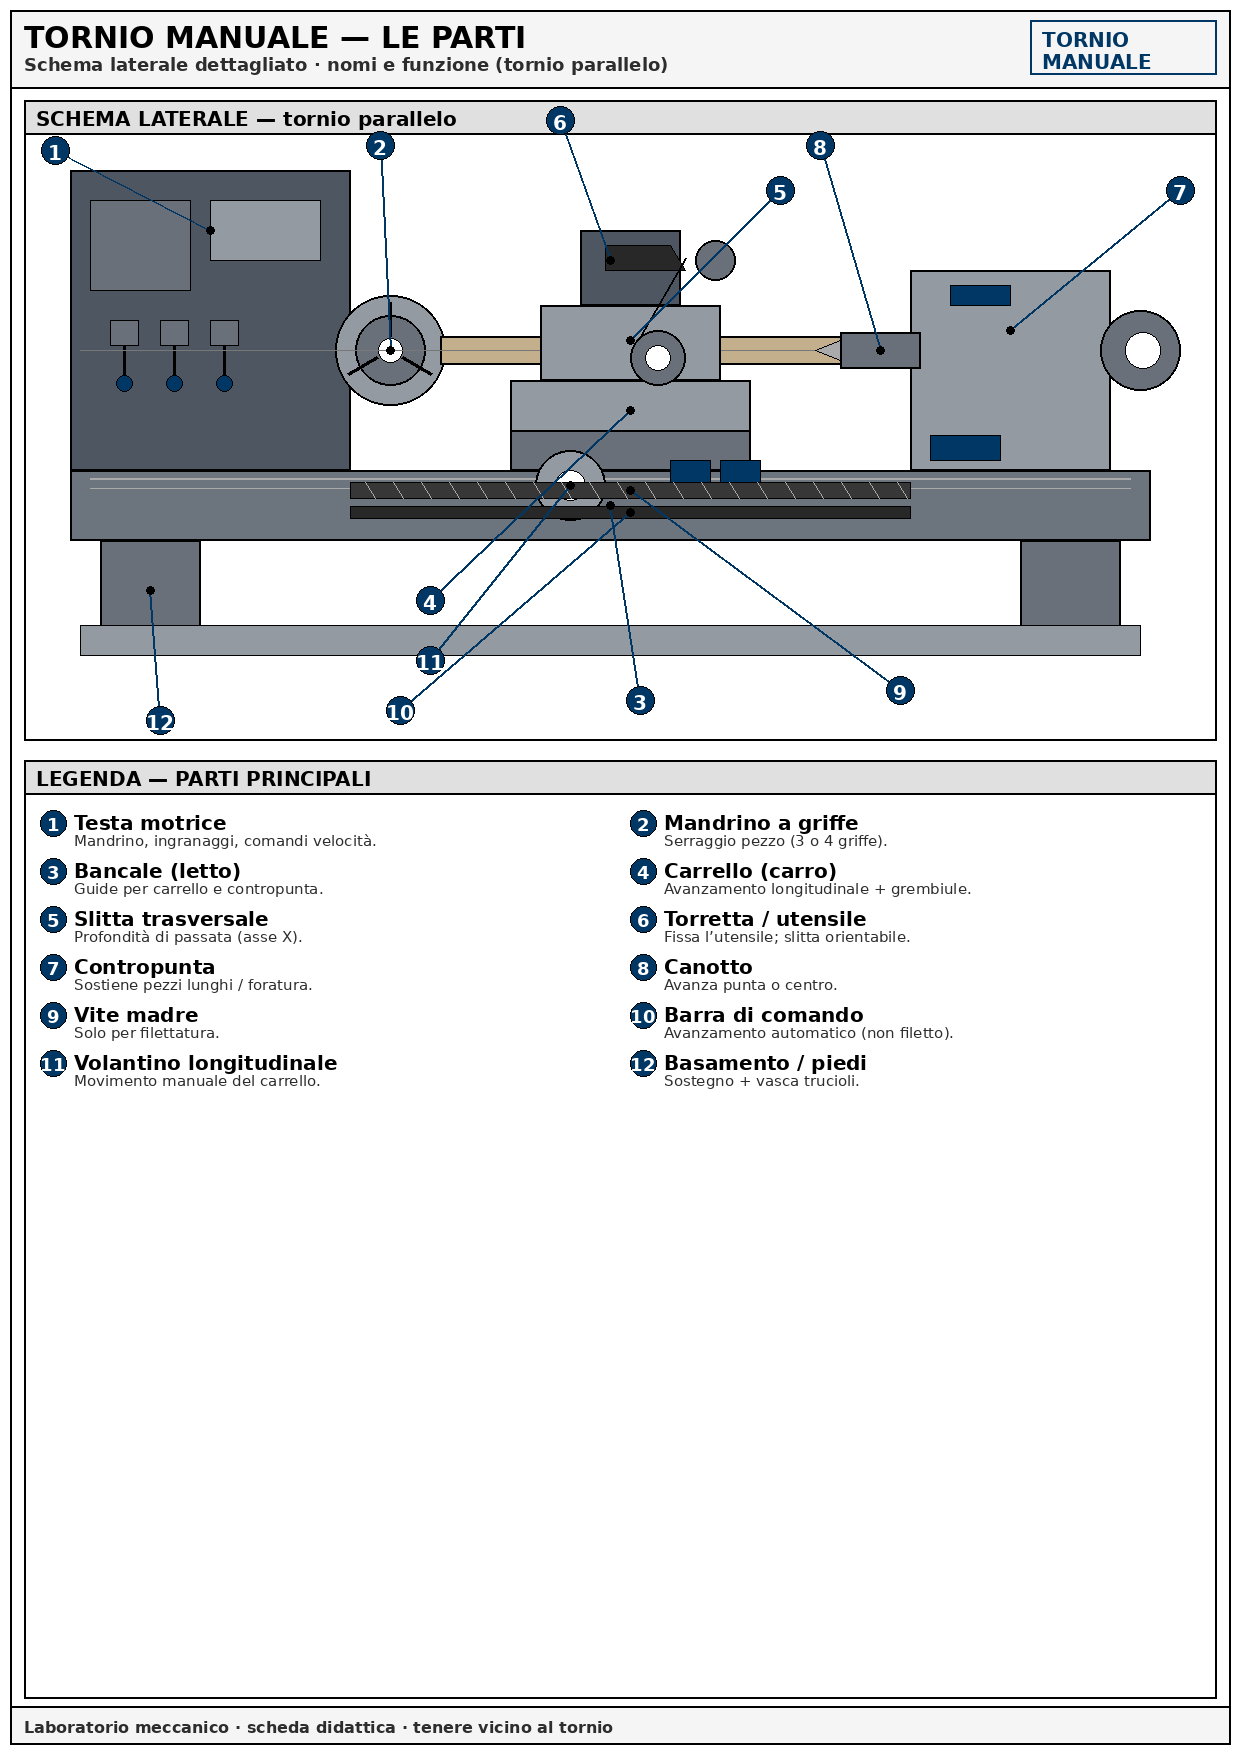 TORNIO MANUALE — LE PARTI
Schema laterale dettagliato · nomi e funzione (tornio parallelo)
TORNIO
MANUALE
SCHEMA LATERALE — tornio parallelo
6
1
2
8
5
7
4
11
10
3
9
12
LEGENDA — PARTI PRINCIPALI
1 Testa motrice
Mandrino, ingranaggi, comandi velocità.
2 Mandrino a griffe
Serraggio pezzo (3 o 4 griffe).
3 Bancale (letto)
Guide per carrello e contropunta.
4 Carrello (carro)
Avanzamento longitudinale + grembiule.
5 Slitta trasversale
Profondità di passata (asse X).
6 Torretta / utensile
Fissa l’utensile; slitta orientabile.
7 Contropunta
Sostiene pezzi lunghi / foratura.
8 Canotto
Avanza punta o centro.
9 Vite madre
Solo per filettatura.
10 Barra di comando
Avanzamento automatico (non filetto).
11 Volantino longitudinale
Movimento manuale del carrello.
12 Basamento / piedi
Sostegno + vasca trucioli.
Laboratorio meccanico · scheda didattica · tenere vicino al tornio